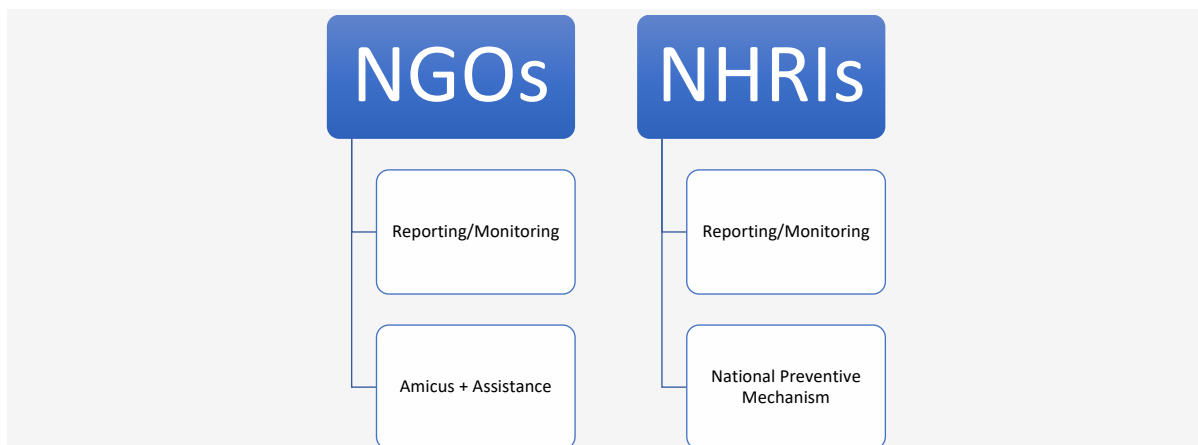 NGOs
Reporting/Monitoring
Amicus + Assistance
NHRIs
Reporting/Monitoring
National Preventive
Mechanism